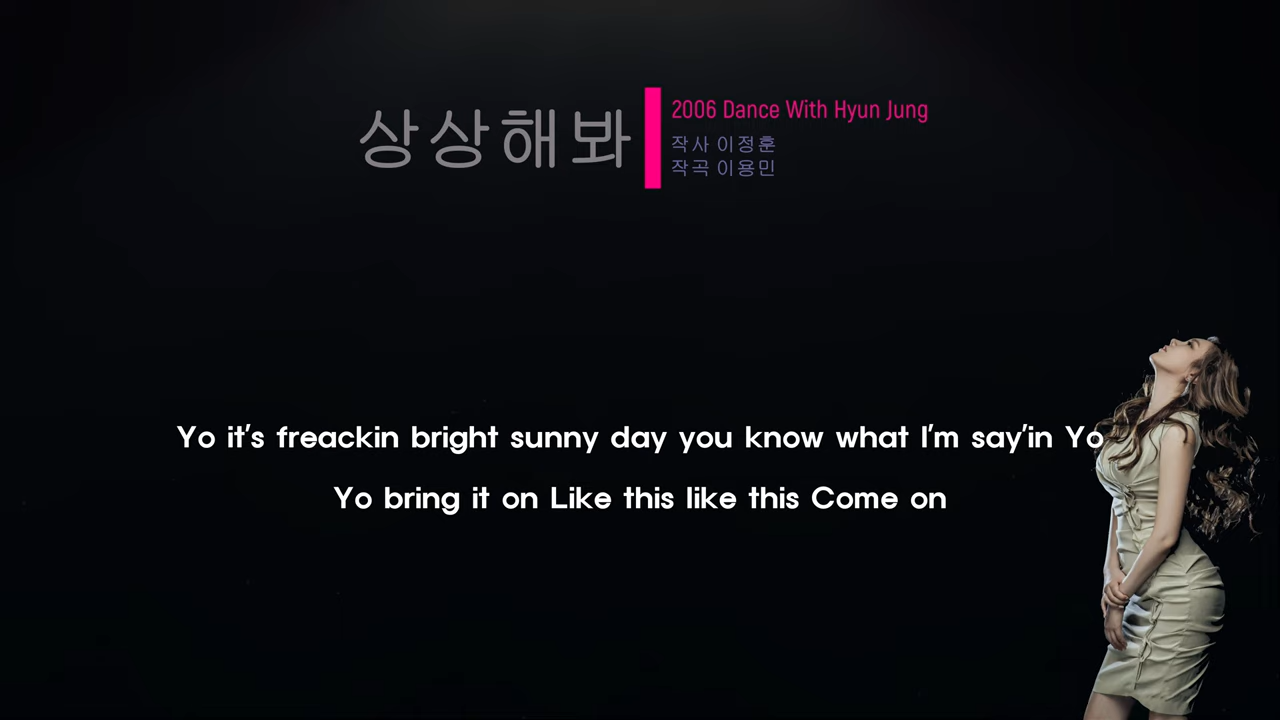 상상해봐
2006 Dance With Hyun Jung
작사 이정훈
작곡 이용민
Yo it's freackin bright sunny day you know what I'm say'in Yo
Yo bring it on Like this like this Come on